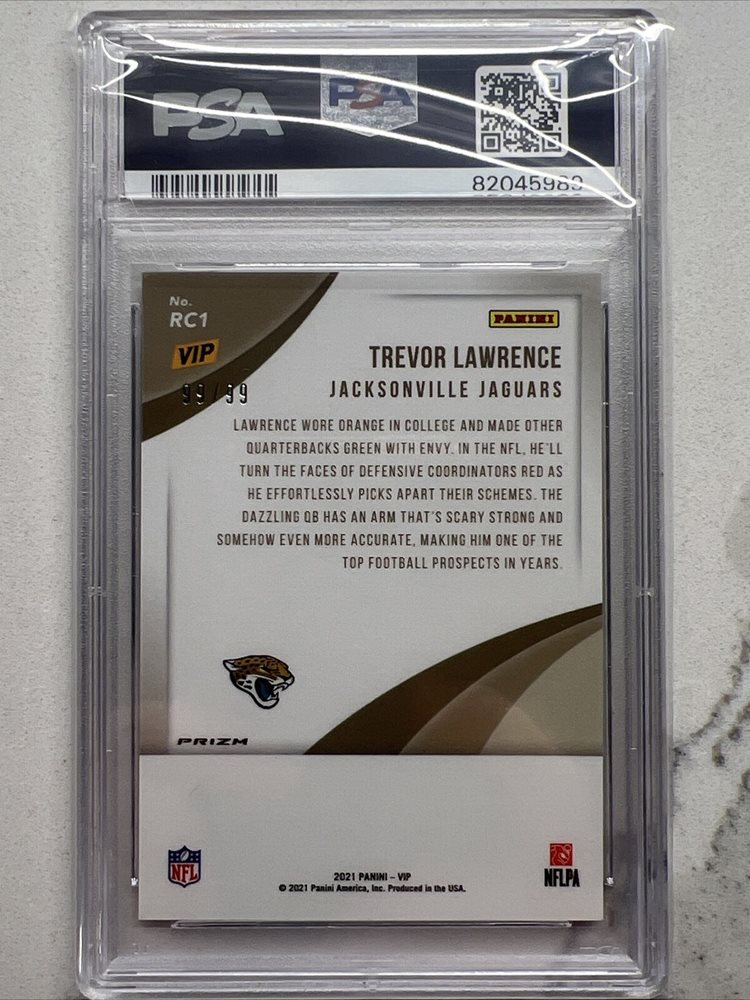 PSA
PSA
82045989
No.
RC1
PANINI
VIP
TREVOR LAWRENCE
99/99
JACKSONVILLE JAGUARS
LAWRENCE WORE ORANGE IN COLLEGE AND MADE OTHER
QUARTERBACKS GREEN WITH ENVY. IN THE NFL, HE'LL
TURN THE FACES OF DEFENSIVE COORDINATORS RED AS
HE EFFORTLESSLY PICKS APART THEIR SCHEMES. THE
DAZZLING QB HAS AN ARM THAT'S SCARY STRONG AND
SOMEHOW EVEN MORE ACCURATE, MAKING HIM ONE OF THE
TOP FOOTBALL PROSPECTS IN YEARS.
PRIZM
NFL
NFLPA
2021 PANINI – VIP
© 2021 Panini America, Inc. Produced in the USA.